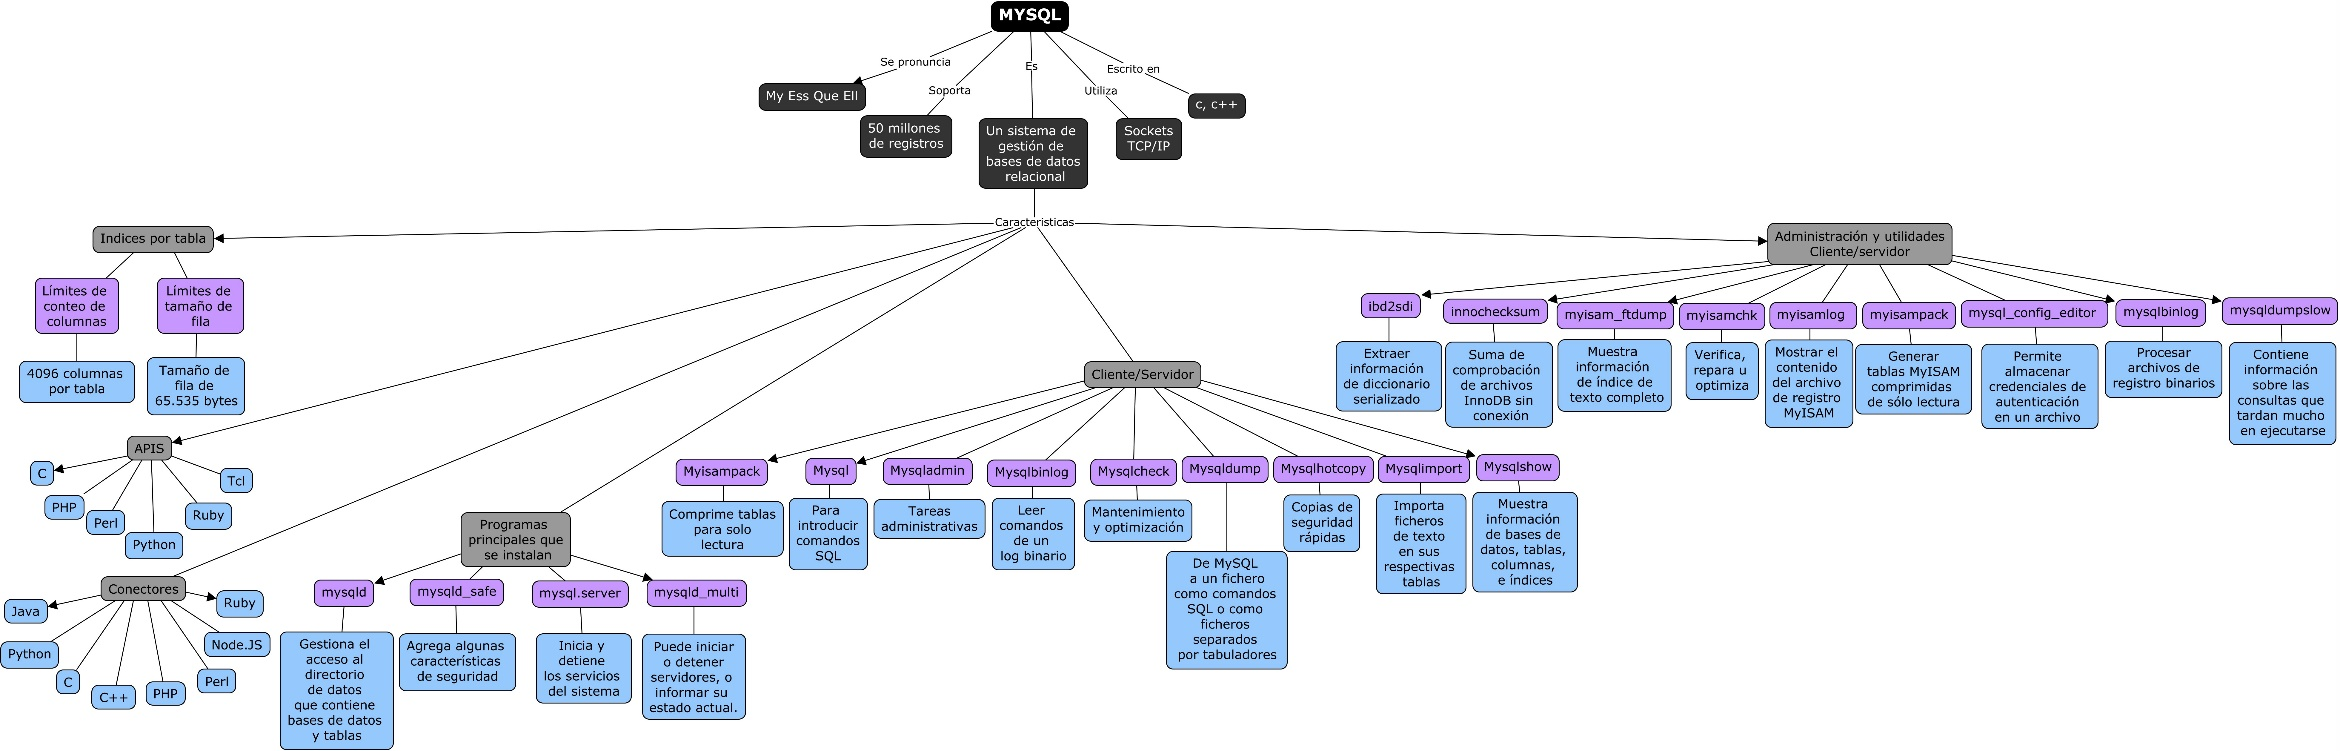 MYSQL
Se pronuncia
Soporta
Es
Utiliza
Escrito en
My Ess Que Ell
50 millones
de registros
Un sistema de
gestión de
bases de datos
relacional
Sockets
TCP/IP
c, c++
Caracteristicas
Indices por tabla
Límites de
conteo de
columnas
4096 columnas
por tabla
Límites de
tamaño de
fila
Tamaño de
fila de
65.535 bytes
APIS
C
PHP
Perl
Python
Ruby
Tcl
Conectores
Java
Python
C
C++
PHP
Perl
Node.JS
Ruby
Programas
principales que
se instalan
mysqld
Gestiona el
acceso al
directorio
de datos
que contiene
bases de datos
y tablas
mysqld_safe
Agrega algunas
características
de seguridad
mysql.server
Inicia y
detiene
los servicios
del sistema
mysqld_multi
Puede iniciar
o detener
servidores, o
informar su
estado actual.
Cliente/Servidor
Myisampack
Comprime tablas
para solo
lectura
Mysql
Para
introducir
comandos
SQL
Mysqladmin
Tareas
administrativas
Mysqlbinlog
Leer
comandos
de un
log binario
Mysqlcheck
Mantenimiento
y optimización
Mysqldump
De MySQL
a un fichero
como comandos
SQL o como
ficheros
separados
por tabuladores
Mysqlhotcopy
Copias de
seguridad
rápidas
Mysqlimport
Importa
ficheros
de texto
en sus
respectivas
tablas
Mysqlshow
Muestra
información
de bases de
datos, tablas,
columnas,
e índices
Administración y utilidades
Cliente/servidor
ibd2sdi
Extraer
información
de diccionario
serializado
innochecksum
Suma de
comprobación
de archivos
InnoDB sin
conexión
myisam_ftdump
Muestra
información
de índice de
texto completo
myisamchk
Verifica,
repara u
optimiza
myisamlog
Mostrar el
contenido
del archivo
de registro
MyISAM
myisampack
Generar
tablas MyISAM
comprimidas
de sólo lectura
mysql_config_editor
Permite
almacenar
credenciales de
autenticación
en un archivo
mysqlbinlog
Procesar
archivos de
registro binarios
mysqldumpslow
Contiene
información
sobre las
consultas que
tardan mucho
en ejecutarse